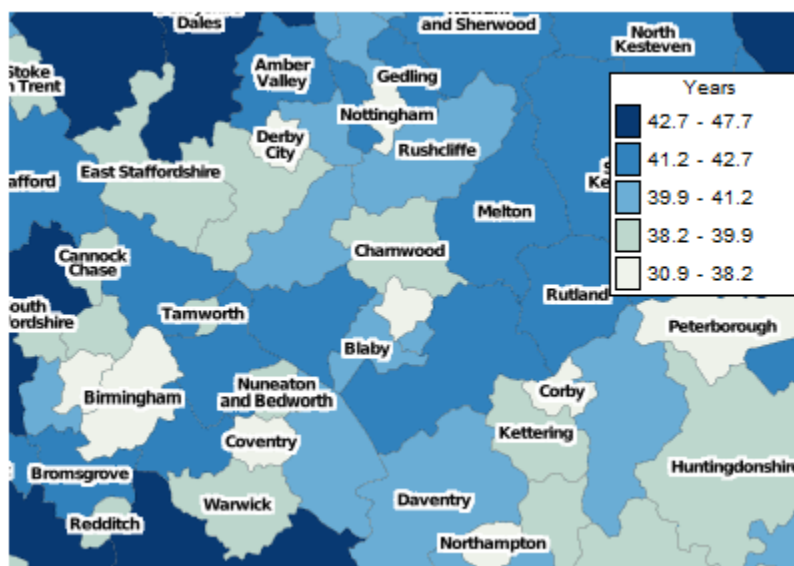 Dales
and Sherwood
North
Kesteven
Stoke
n Trent
Amber
Valley
Gedling
Nottingham
Derby
City
Rushcliffe
East Staffordshire
afford
Melton
Years
42.7 - 47.7
41.2 - 42.7
39.9 - 41.2
38.2 - 39.9
30.9 - 38.2
Charnwood
Cannock
Chase
Rutland
outh
fordshire
Tamworth
Peterborough
Blaby
Birmingham
Nuneaton
and Bedworth
Corby
Coventry
Kettering
Huntingdonshire
Bromsgrove
Warwick
Daventry
Redditch
Northampton